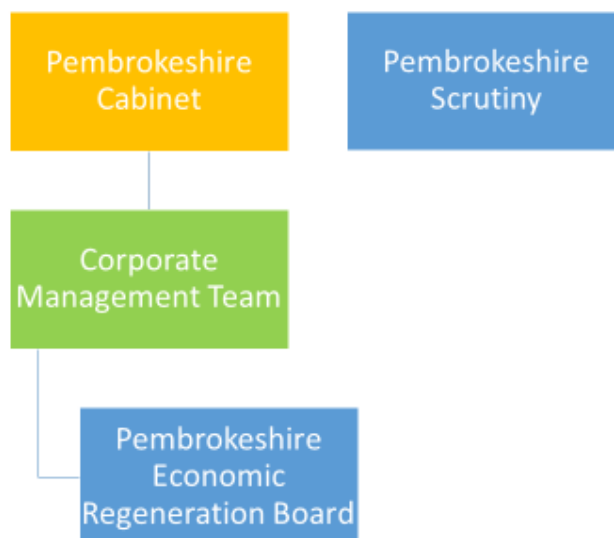 Pembrokeshire
Cabinet
Pembrokeshire
Scrutiny
Corporate
Management Team
Pembrokeshire
Economic
Regeneration Board